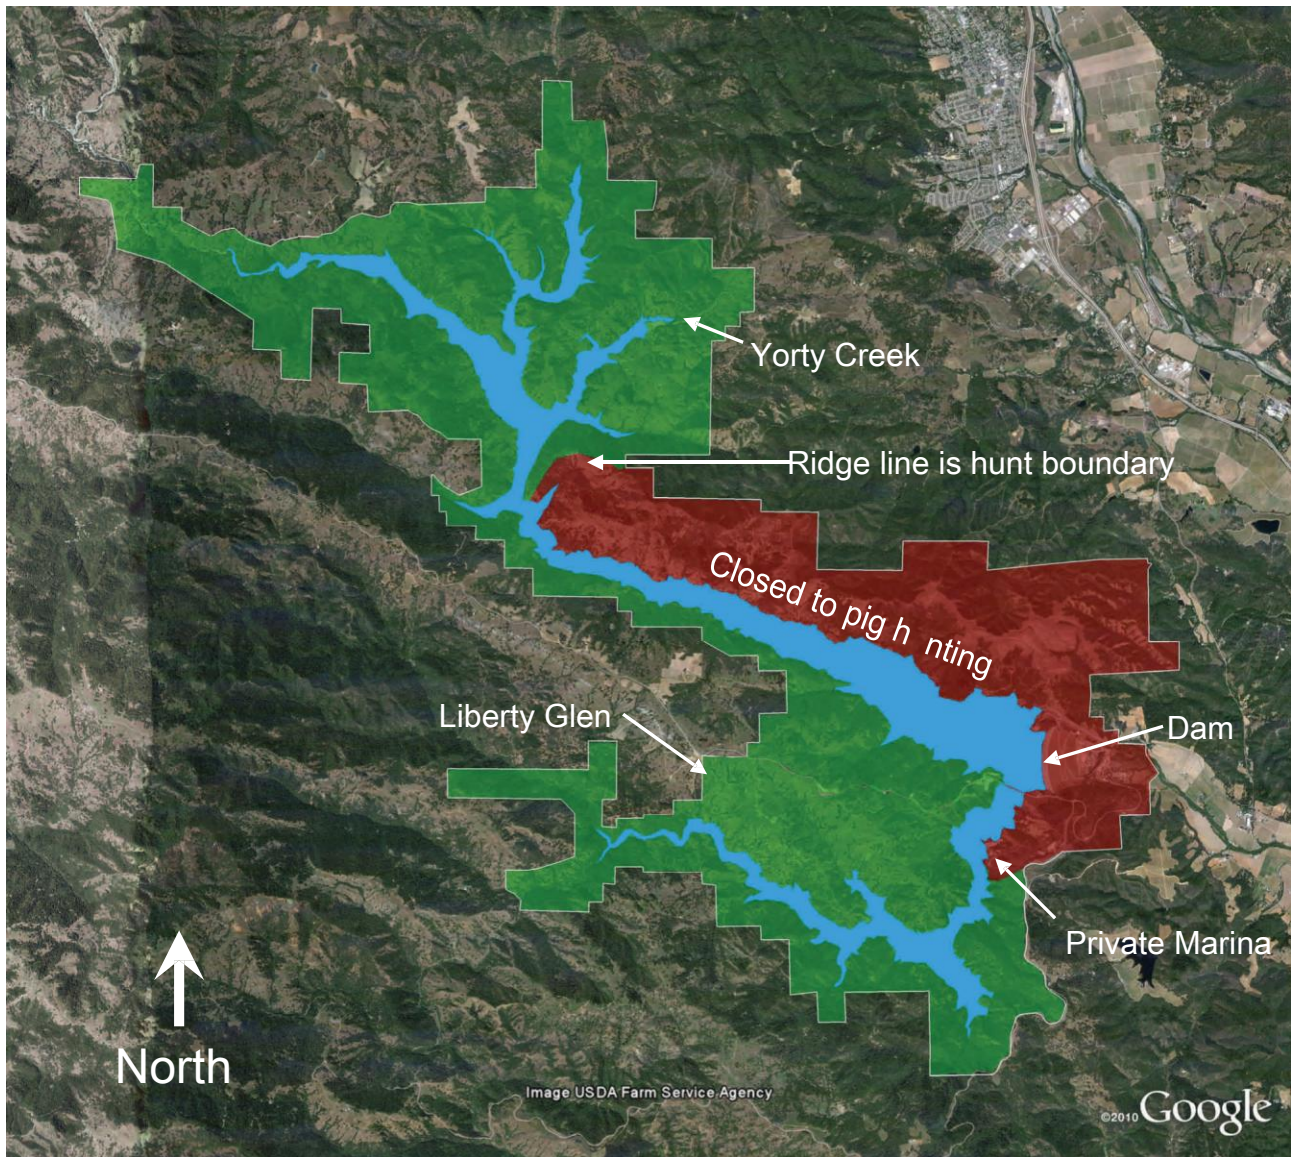 Yorty Creek
Ridge line is hunt boundary
Closed to pig h nting
Liberty Glen
Dam
Private Marina
North
Image USDA Farm Service Agency
©2010 Google